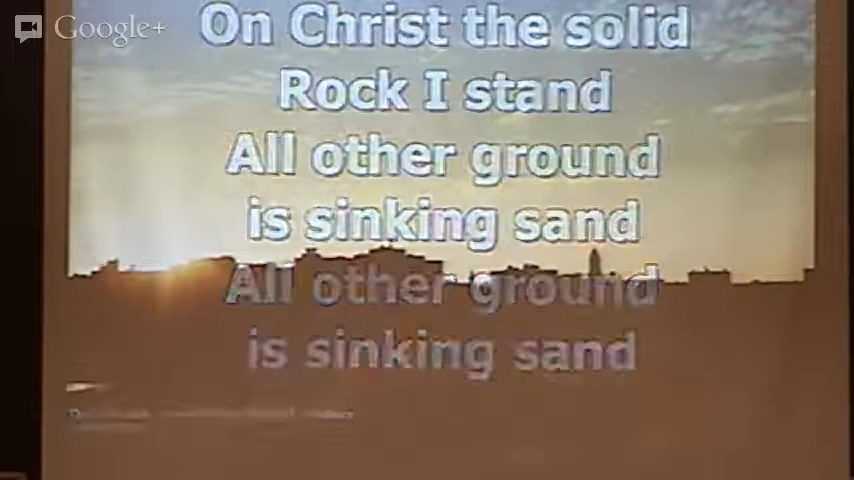 Google+
On Christ the solid
Rock I stand
All other ground
is sinking sand
All other ground
is sinking sand